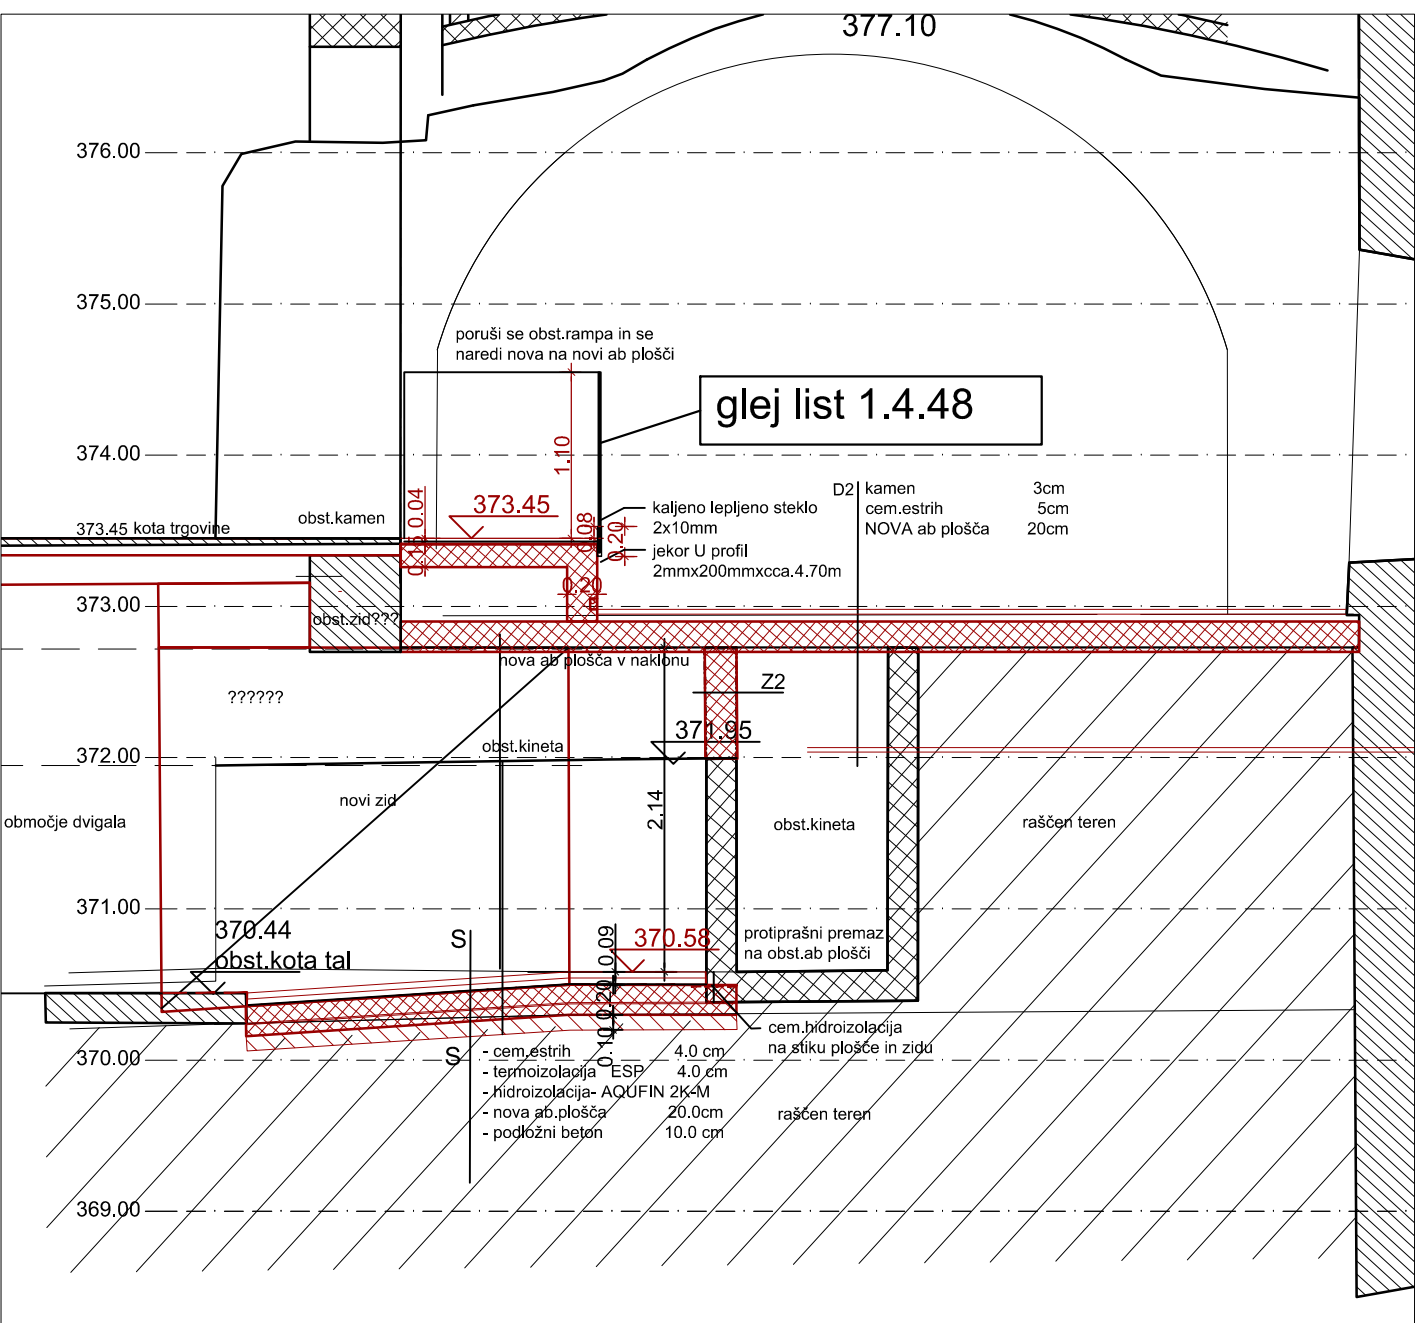 377.10
376.00
375.00
poruši se obst.rampa in se
naredi nova na novi ab plošči
glej list 1.4.48
374.00
1.10
D2 kamen 3cm
cem.estrih 5cm
NOVA ab plošča 20cm
373.45
0.04
0.15
0.08
0.20
kaljeno lepljeno steklo
2x10mm
jekor U profil
2mmx200mmxcca.4.70m
obst.kamen
373.45 kota trgovine
0.20
373.00
obst.zid???
nova ab plošča v naklonu
Z2
??????
371.95
obst.kineta
372.00
novi zid
2.14
območje dvigala
obst.kineta
raščen teren
371.00
370.44
obst.kota tal
S
0.09
370.58
protiprašni premaz
na obst.ab plošči
0.20
0.10
cem.hidroizolacija
na stiku plošče in zidu
370.00
S
- cem.estrih 4.0 cm
- termoizolacija ESP 4.0 cm
- hidroizolacija- AQUFIN 2K-M
- nova ab.plošča 20.0cm
- podložni beton 10.0 cm
raščen teren
369.00